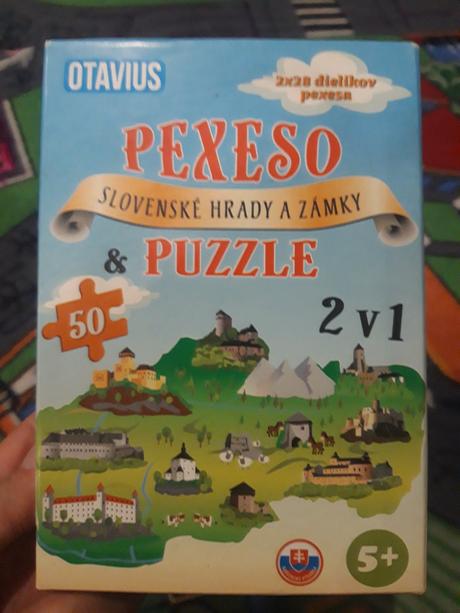 OTAVIUS
2x28 dielikov
pexesa
PEXESO
SLOVENSKÉ HRADY A ZÁMKY
& PUZZLE
50
2 v 1
5+